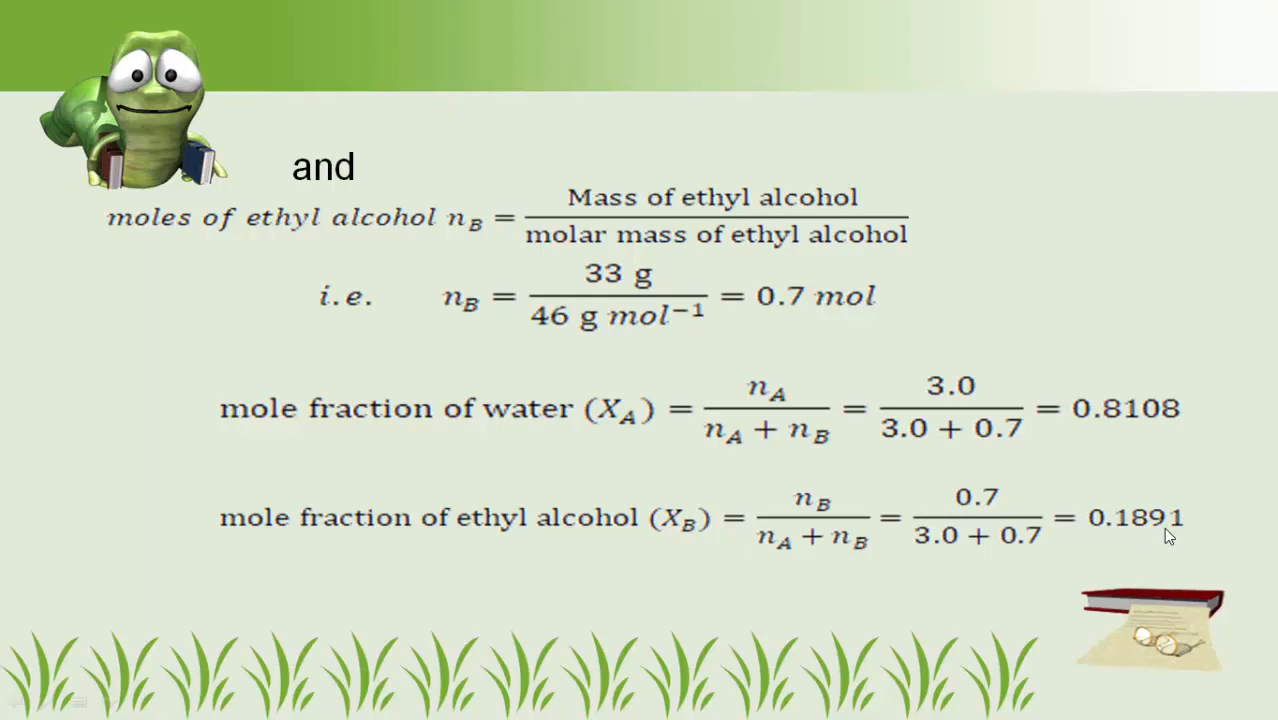 and
moles of ethyl alcohol n_B = Mass of ethyl alcohol / molar mass of ethyl alcohol
i.e. n_B = 33 g / 46 g mol⁻¹ = 0.7 mol
mole fraction of water (X_A) = n_A / n_A + n_B = 3.0 / 3.0 + 0.7 = 0.8108
mole fraction of ethyl alcohol (X_B) = n_B / n_A + n_B = 0.7 / 3.0 + 0.7 = 0.1891